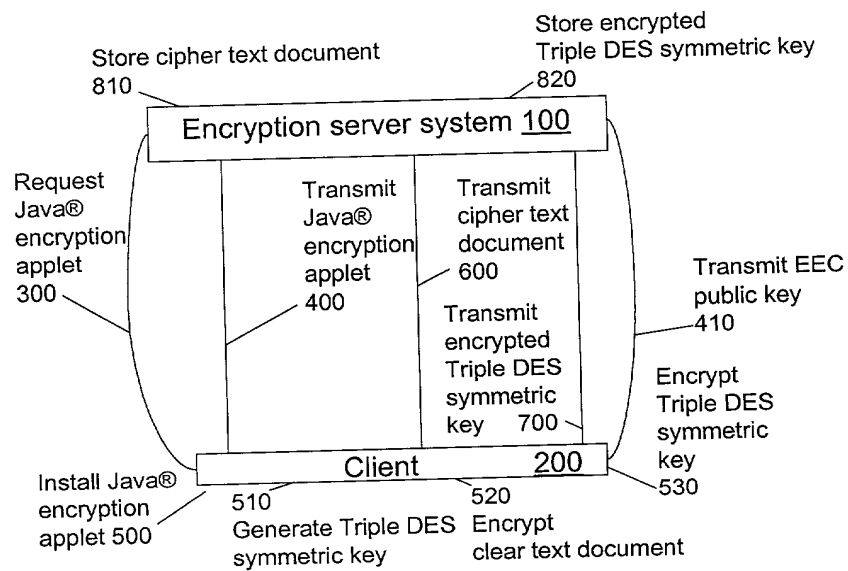 Store cipher text document
810
Store encrypted
Triple DES symmetric key
820
Encryption server system 100
Request
Java®
encryption
applet
300
Transmit
Java®
encryption
applet
400
Transmit
cipher text
document
600
Transmit EEC
public key
410
Transmit
encrypted
Triple DES
symmetric
key 700
Encrypt
Triple DES
symmetric
key
530
Client 200
Install Java®
encryption
applet 500
510
Generate Triple DES
symmetric key
520
Encrypt
clear text document